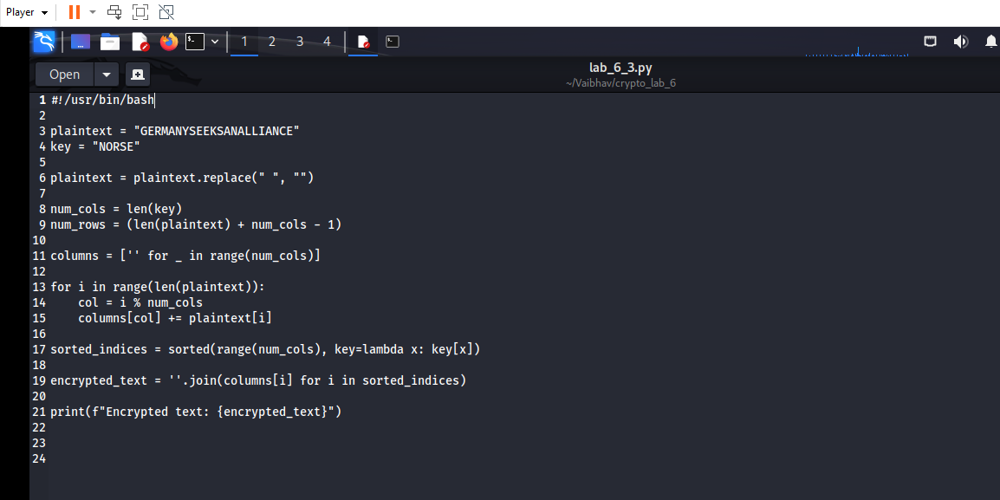 Player
1 2 3 4
Open
lab_6_3.py
~/Vaibhav/crypto_lab_6
1 #!/usr/bin/bash
2
3 plaintext = "GERMANYSEEKSANALLIANCE"
4 key = "NORSE"
5
6 plaintext = plaintext.replace(" ", "")
7
8 num_cols = len(key)
9 num_rows = (len(plaintext) + num_cols - 1)
10
11 columns = ['' for _ in range(num_cols)]
12
13 for i in range(len(plaintext)):
14     col = i % num_cols
15     columns[col] += plaintext[i]
16
17 sorted_indices = sorted(range(num_cols), key=lambda x: key[x])
18
19 encrypted_text = ''.join(columns[i] for i in sorted_indices)
20
21 print(f"Encrypted text: {encrypted_text}")
22
23
24